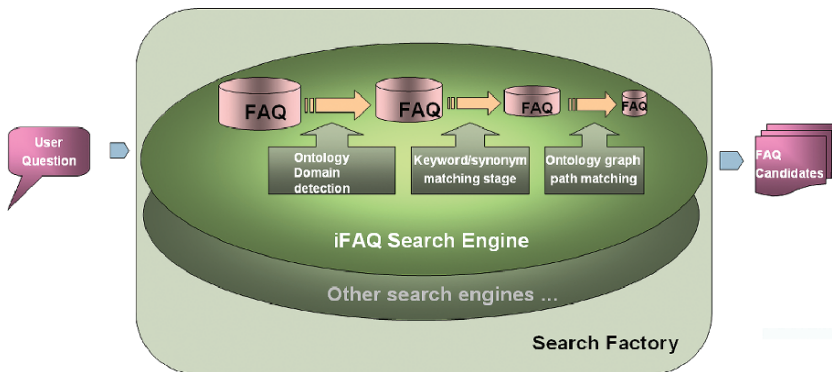 User
Question
FAQ
FAQ
FAQ
FAQ
Ontology
Domain
detection
Keyword/synonym
matching stage
Ontology graph
path matching
iFAQ Search Engine
Other search engines ...
Search Factory
FAQ
Candidates